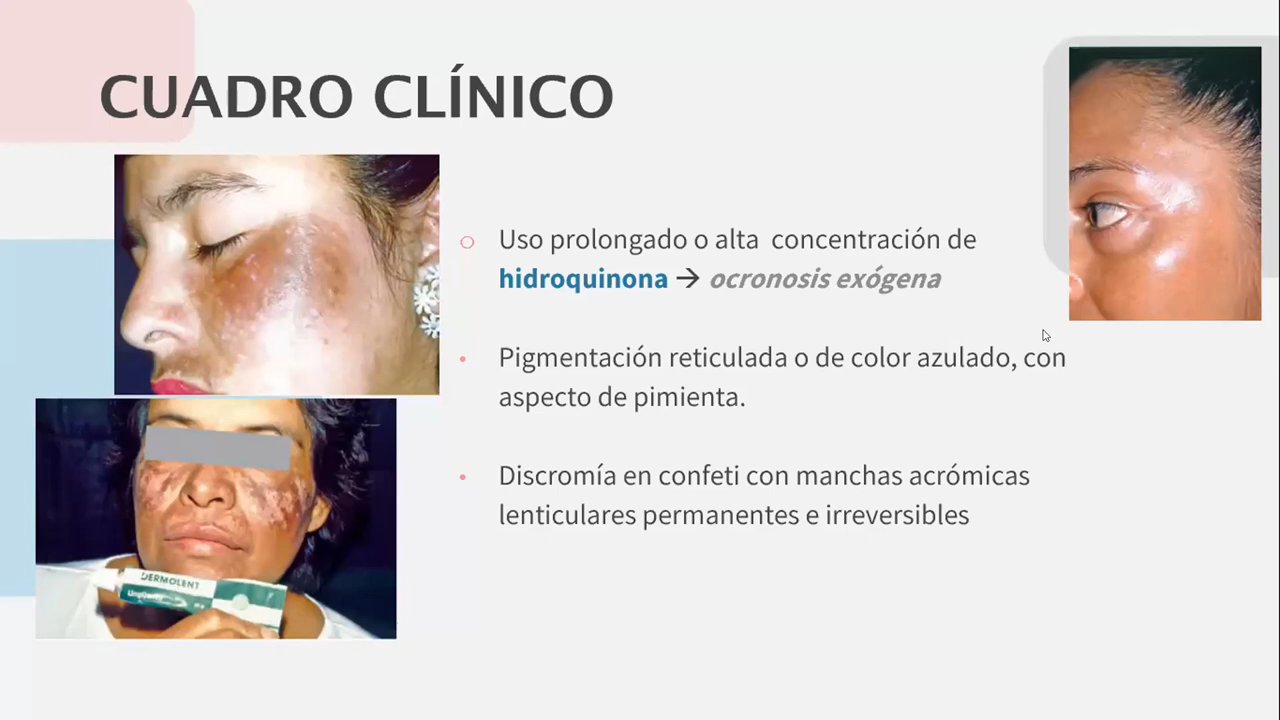 CUADRO CLÍNICO
Uso prolongado o alta concentración de
hidroquinona → ocronosis exógena
Pigmentación reticulada o de color azulado, con
aspecto de pimienta.
Discromía en confeti con manchas acrómicas
lenticulares permanentes e irreversibles
DERMOLENT